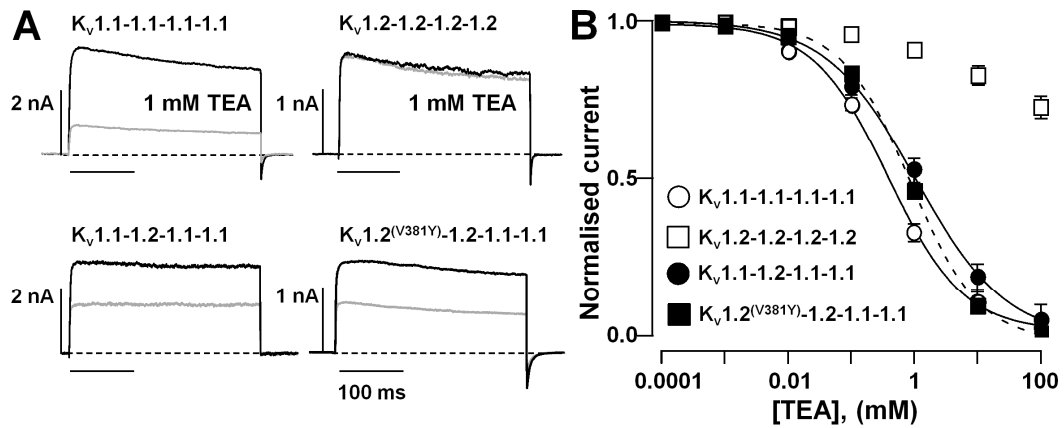 A
Kv1.1-1.1-1.1-1.1
Kv1.2-1.2-1.2-1.2
2 nA
1 mM TEA
1 nA
1 mM TEA
Kv1.1-1.2-1.1-1.1
Kv1.2(V381Y)-1.2-1.1-1.1
2 nA
1 nA
100 ms
B
Normalised current
1.0
0.5
0.0
Kv1.1-1.1-1.1-1.1
Kv1.2-1.2-1.2-1.2
Kv1.1-1.2-1.1-1.1
Kv1.2(V381Y)-1.2-1.1-1.1
0.0001 0.01 1 100
[TEA], (mM)